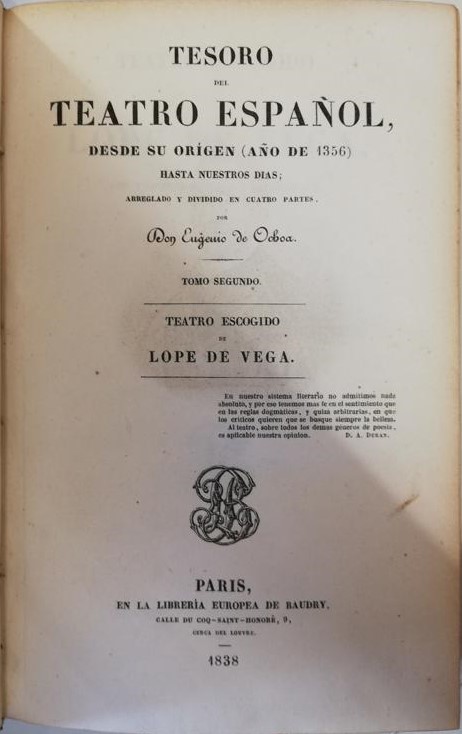 TESORO
DEL
TEATRO ESPAÑOL,
DESDE SU ORÍGEN (AÑO DE 1356)
HASTA NUESTROS DIAS;
ARREGLADO Y DIVIDIDO EN CUATRO PARTES,
POR
Don Eugenio de Ochoa.
TOMO SEGUNDO.
TEATRO ESCOGIDO
DE
LOPE DE VEGA.
En nuestro sistema literario no admitimos nada
absoluto, y por eso tenemos mas fe en el sentimiento que
en las reglas dogmáticas, y quiza arbitrarias, en que
los criticos quieren que se busque siempre la belleza.
Al teatro, sobre todos los demas géneros de poesia,
es aplicable nuestra opinion. D. A. DURAN.
PARIS,
EN LA LIBRERÌA EUROPEA DE BAUDRY,
CALLE DU COQ-SAINT-HONORÉ, 9,
CERCA DEL LOUVRE.
1838